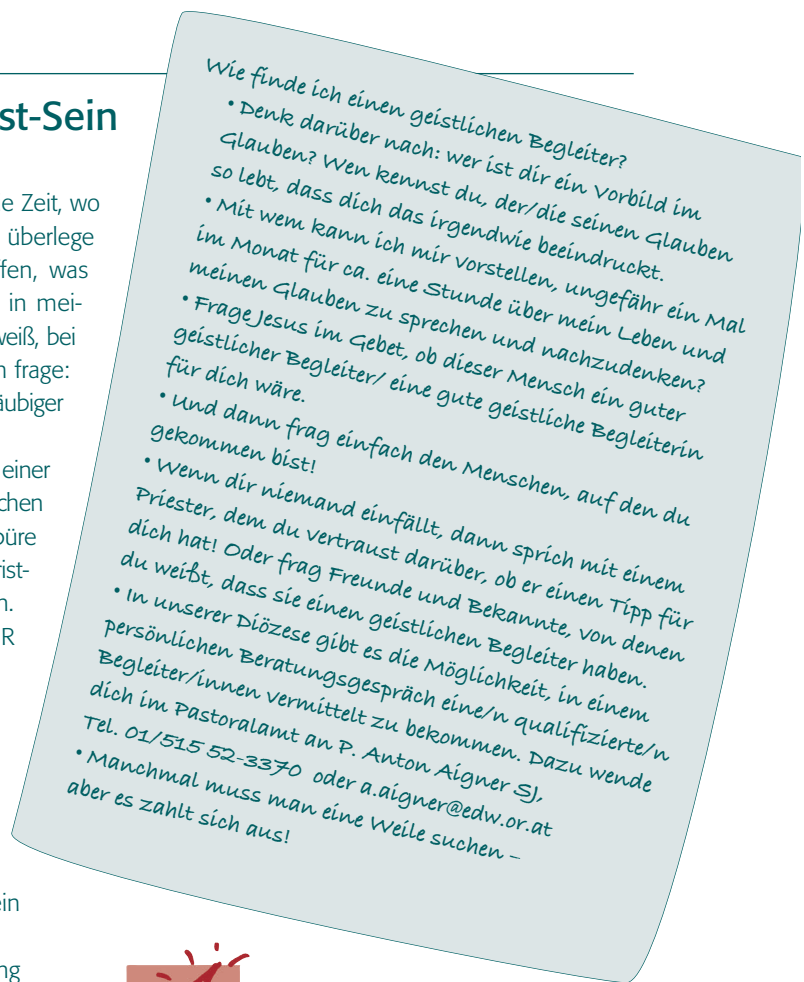 st-Sein
e Zeit, wo
überlege
fen, was
in mei-
weiß, bei
n frage:
äubiger
einer
chen
püre
rist-
n.
R
ein
ng
Wie finde ich einen geistlichen Begleiter?
• Denk darüber nach: wer ist dir ein Vorbild im
Glauben? Wen kennst du, der/die seinen Glauben
so lebt, dass dich das irgendwie beeindruckt.
• Mit wem kann ich mir vorstellen, ungefähr ein Mal
im Monat für ca. eine Stunde über mein Leben und
meinen Glauben zu sprechen und nachzudenken?
• Frage Jesus im Gebet, ob dieser Mensch ein guter
geistlicher Begleiter/ eine gute geistliche Begleiterin
für dich wäre.
• Und dann frag einfach den Menschen, auf den du
gekommen bist!
• Wenn dir niemand einfällt, dann sprich mit einem
Priester, dem du vertraust darüber, ob er einen Tipp für
dich hat! Oder frag Freunde und Bekannte, von denen
du weißt, dass sie einen geistlichen Begleiter haben.
• In unserer Diözese gibt es die Möglichkeit, in einem
persönlichen Beratungsgespräch eine/n qualifizierte/n
Begleiter/innen vermittelt zu bekommen. Dazu wende
dich im Pastoralamt an P. Anton Aigner SJ,
Tel. 01/515 52-3370 oder a.aigner@edw.or.at
• Manchmal muss man eine Weile suchen –
aber es zahlt sich aus!